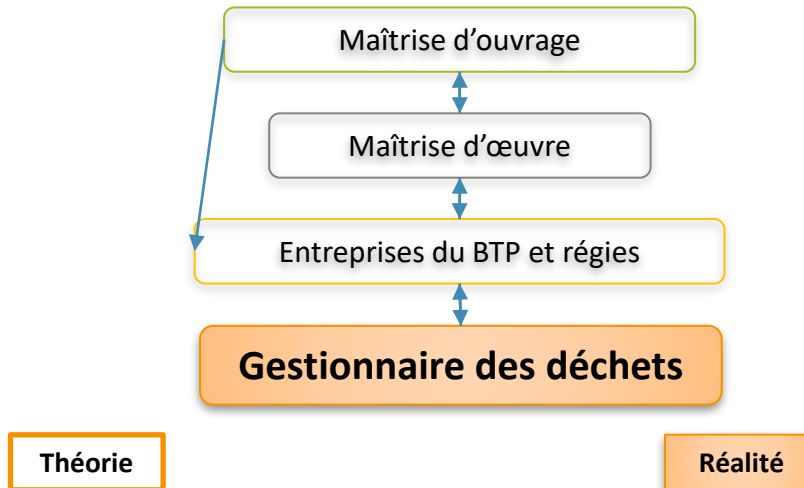 Maîtrise d’ouvrage
Maîtrise d’œuvre
Entreprises du BTP et régies
Gestionnaire des déchets
Théorie
Réalité